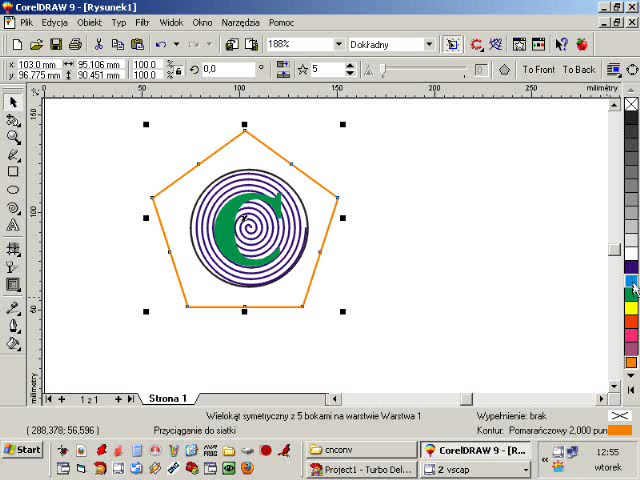 CorelDRAW 9 - [Rysunek1]
Plik Edycja Obiekt Typ Filtr Widok Okno Narzędzia Pomoc
188% Dokładny
x: 103.0 mm 95.106 mm 100.0 % 0,0 ° 5 To Front To Back
y: 96.775 mm 90.451 mm 100.0 %
0 50 100 150 200 250 milimetry
150
100
50
milimetry
C
1 z 1 Strona 1
Wielokąt symetyczny z 5 bokami na warstwie Warstwa 1 Wypełnienie: brak
( 288,378; 56,596 ) Przyciąganie do siatki Kontur: Pomarańczowy 2,000 pun
Start cnconv CorelDRAW 9 - [R... 12:55
Project1 - Turbo Del... 2 vscap wtorek